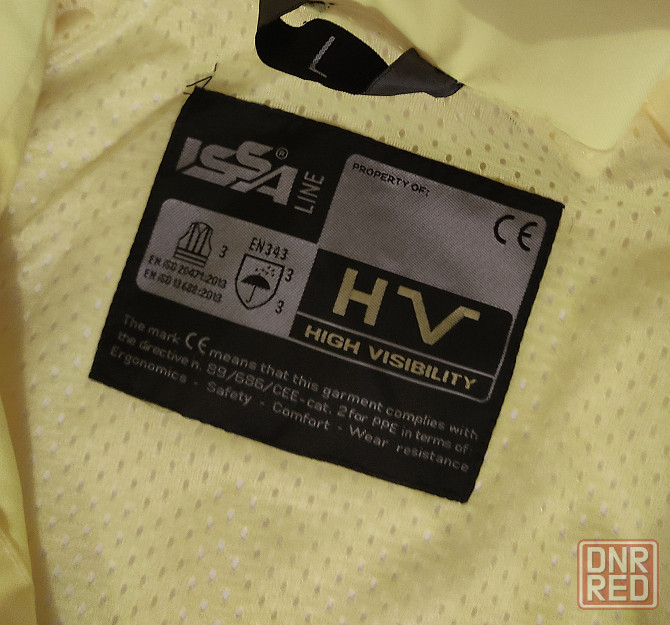 L
ISSA®
LINE
PROPERTY OF:
CE
3
EN ISO 20471:2013
EN ISO 13688:2013
EN343
3
3
HV
HIGH VISIBILITY
The mark CE means that this garment complies with
the directive n. 89/686/CEE-cat. 2 for PPE in terms of
Ergonomics - Safety - Comfort - Wear resistance
DNR
RED